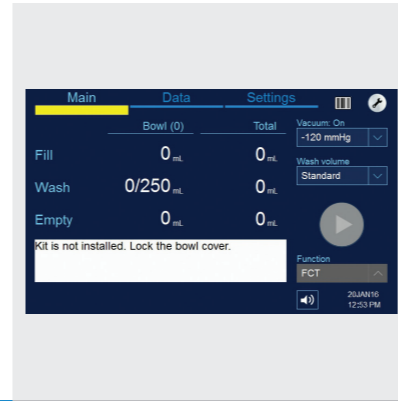 Main Data Settings
Bowl (0) Total Vacuum: On
-120 mmHg
Fill 0 mL 0 mL
Wash volume
Standard
Wash 0/250 mL 0 mL
Empty 0 mL 0 mL
Kit is not installed. Lock the bowl cover.
Function
FCT
20JAN16
12:53 PM